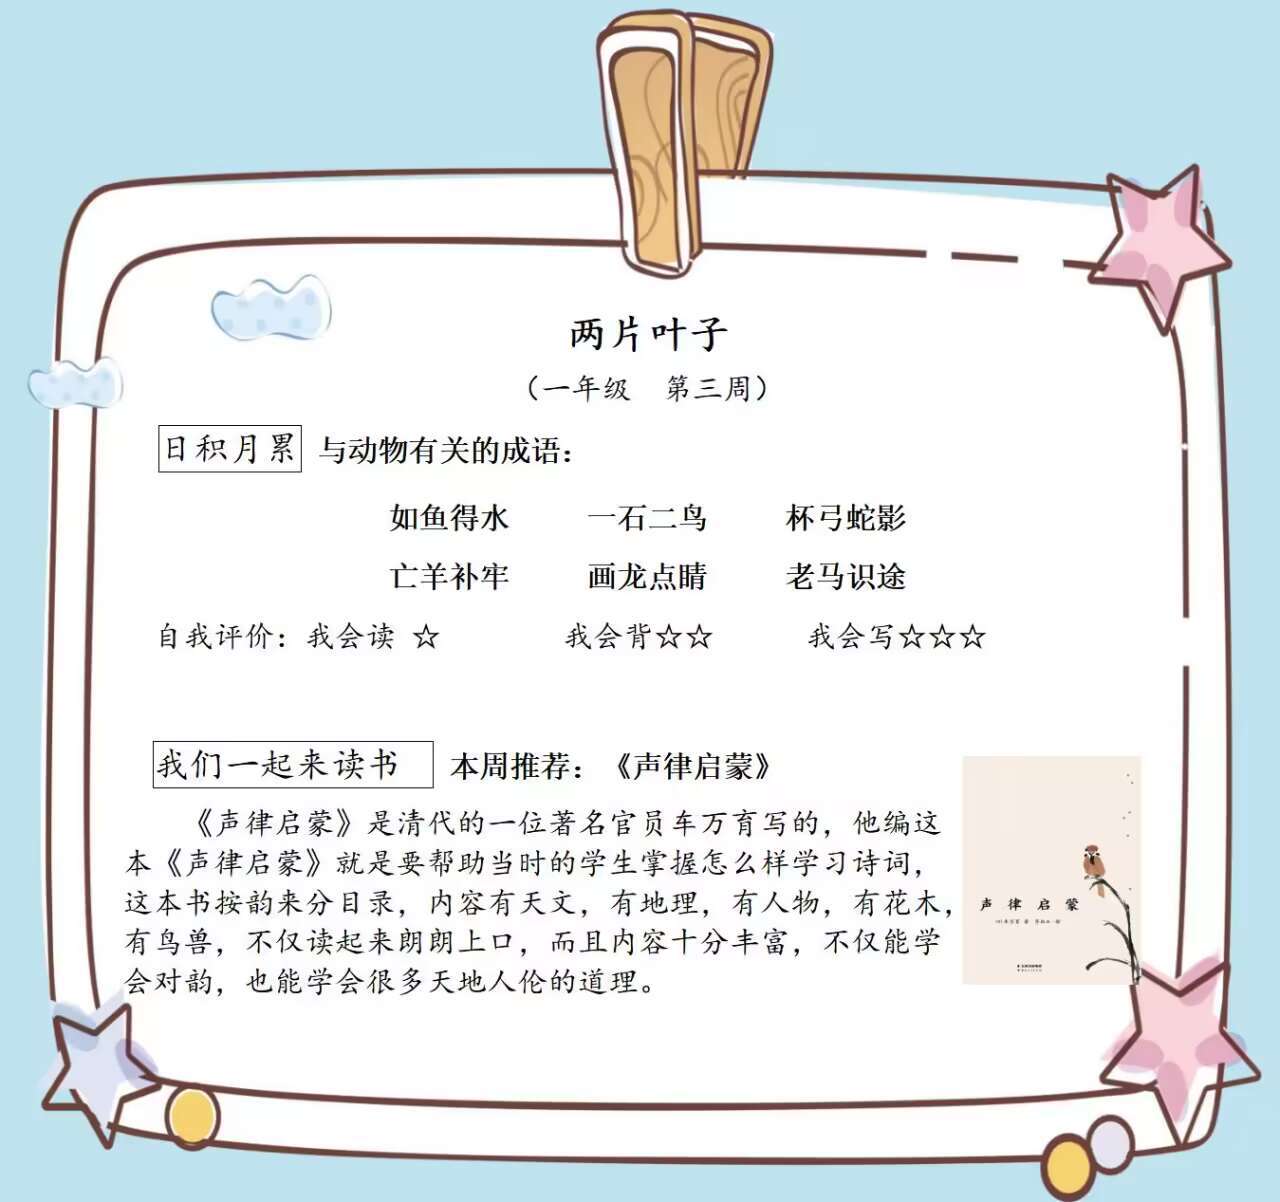 两片叶子
（一年级 第三周）
日积月累 与动物有关的成语：
如鱼得水 一石二鸟 杯弓蛇影
亡羊补牢 画龙点睛 老马识途
自我评价：我会读 ☆ 我会背☆☆ 我会写☆☆☆
我们一起来读书 本周推荐：《声律启蒙》
《声律启蒙》是清代的一位著名官员车万育写的，他编这
本《声律启蒙》就是要帮助当时的学生掌握怎么样学习诗词，
这本书按韵来分目录，内容有天文，有地理，有人物，有花木，
有鸟兽，不仅读起来朗朗上口，而且内容十分丰富，不仅能学
会对韵，也能学会很多天地人伦的道理。
声律启蒙